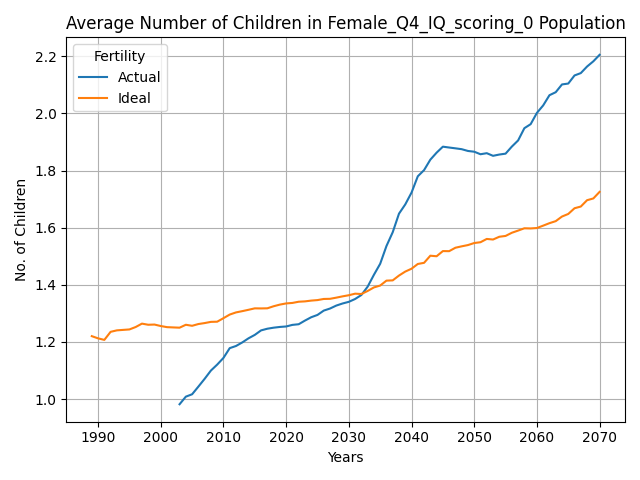 Average Number of Children in Female_Q4_IQ_scoring_0 Population
Fertility
Actual
Ideal
No. of Children
2.2
2.0
1.8
1.6
1.4
1.2
1.0
1990 2000 2010 2020 2030 2040 2050 2060 2070
Years